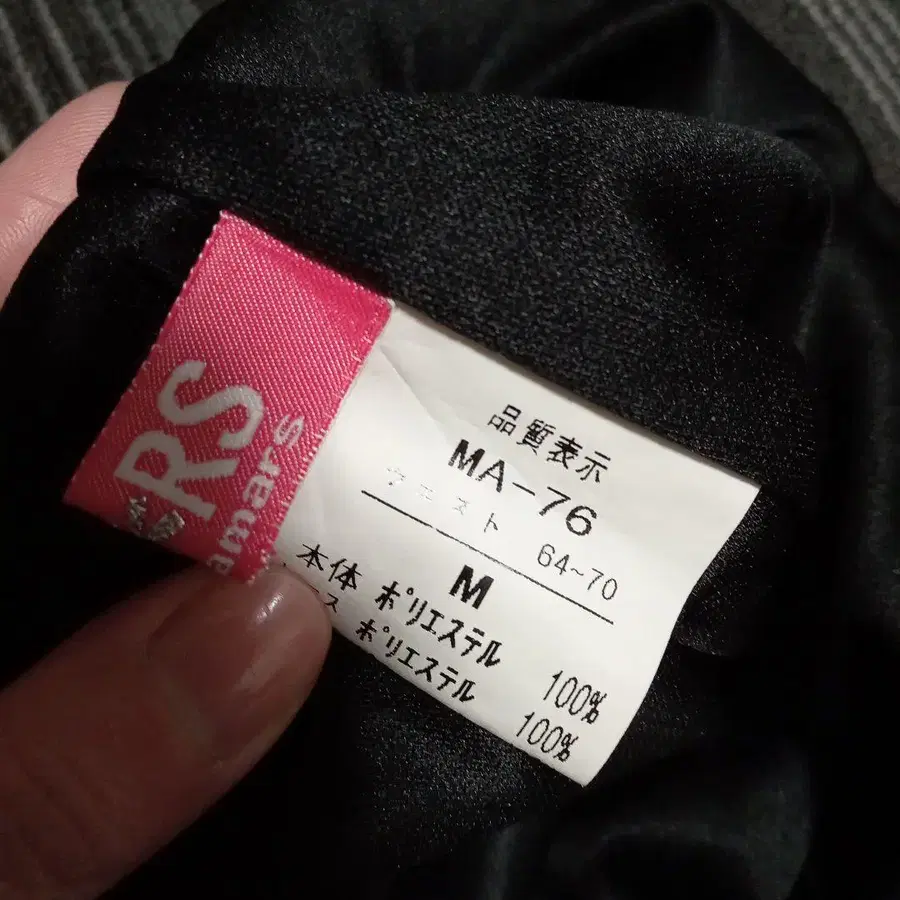 RS
amars
品質表示
MA-76
ウエスト 64~70
M
本体 ポリエステル 100%
ス ポリエステル 100%